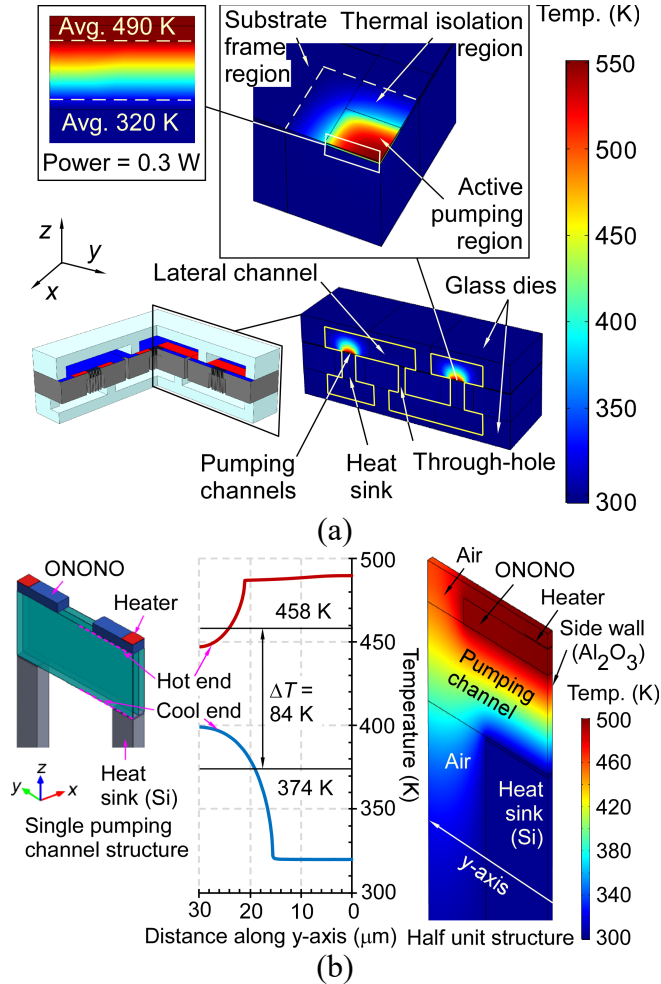 Temp. (K)
550
500
450
400
350
300
Avg. 490 K
Avg. 320 K
Power = 0.3 W
Substrate
frame
region
Thermal isolation
region
Active
pumping
region
z
y
x
Lateral channel
Glass dies
Pumping
channels
Heat
sink
Through-hole
(a)
ONONO
Heater
Hot end
Cool end
Heat
sink (Si)
z
y
x
Single pumping
channel structure
500
450
400
350
300
458 K
ΔT =
84 K
374 K
Temperature (K)
30
20
10
0
Distance along y-axis (μm)
Air
ONONO
Heater
Side wall
(Al₂O₃)
Pumping
channel
Air
Heat
sink
(Si)
y-axis
Temp. (K)
500
480
460
440
420
400
380
360
340
300
Half unit structure
(b)